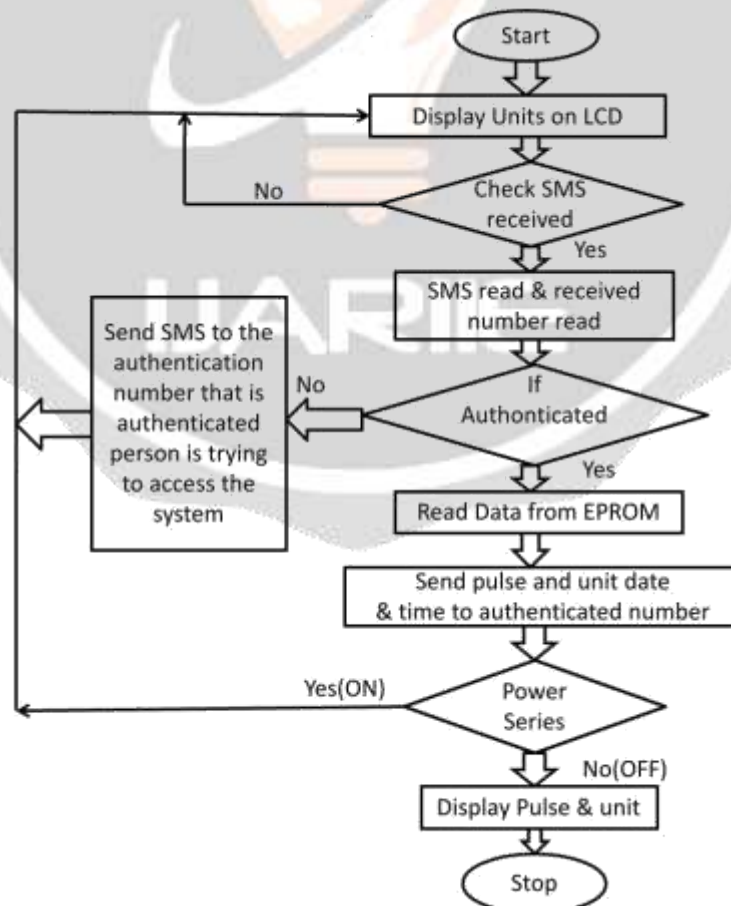 Start
Display Units on LCD
Check SMS
received
No
Yes
SMS read & received
number read
IJARIIE
If
Authonticated
No
Yes
Send SMS to the
authentication
number that is
authenticated
person is trying
to access the
system
Read Data from EPROM
Send pulse and unit date
& time to authenticated number
Power
Series
Yes(ON)
No(OFF)
Display Pulse & unit
Stop